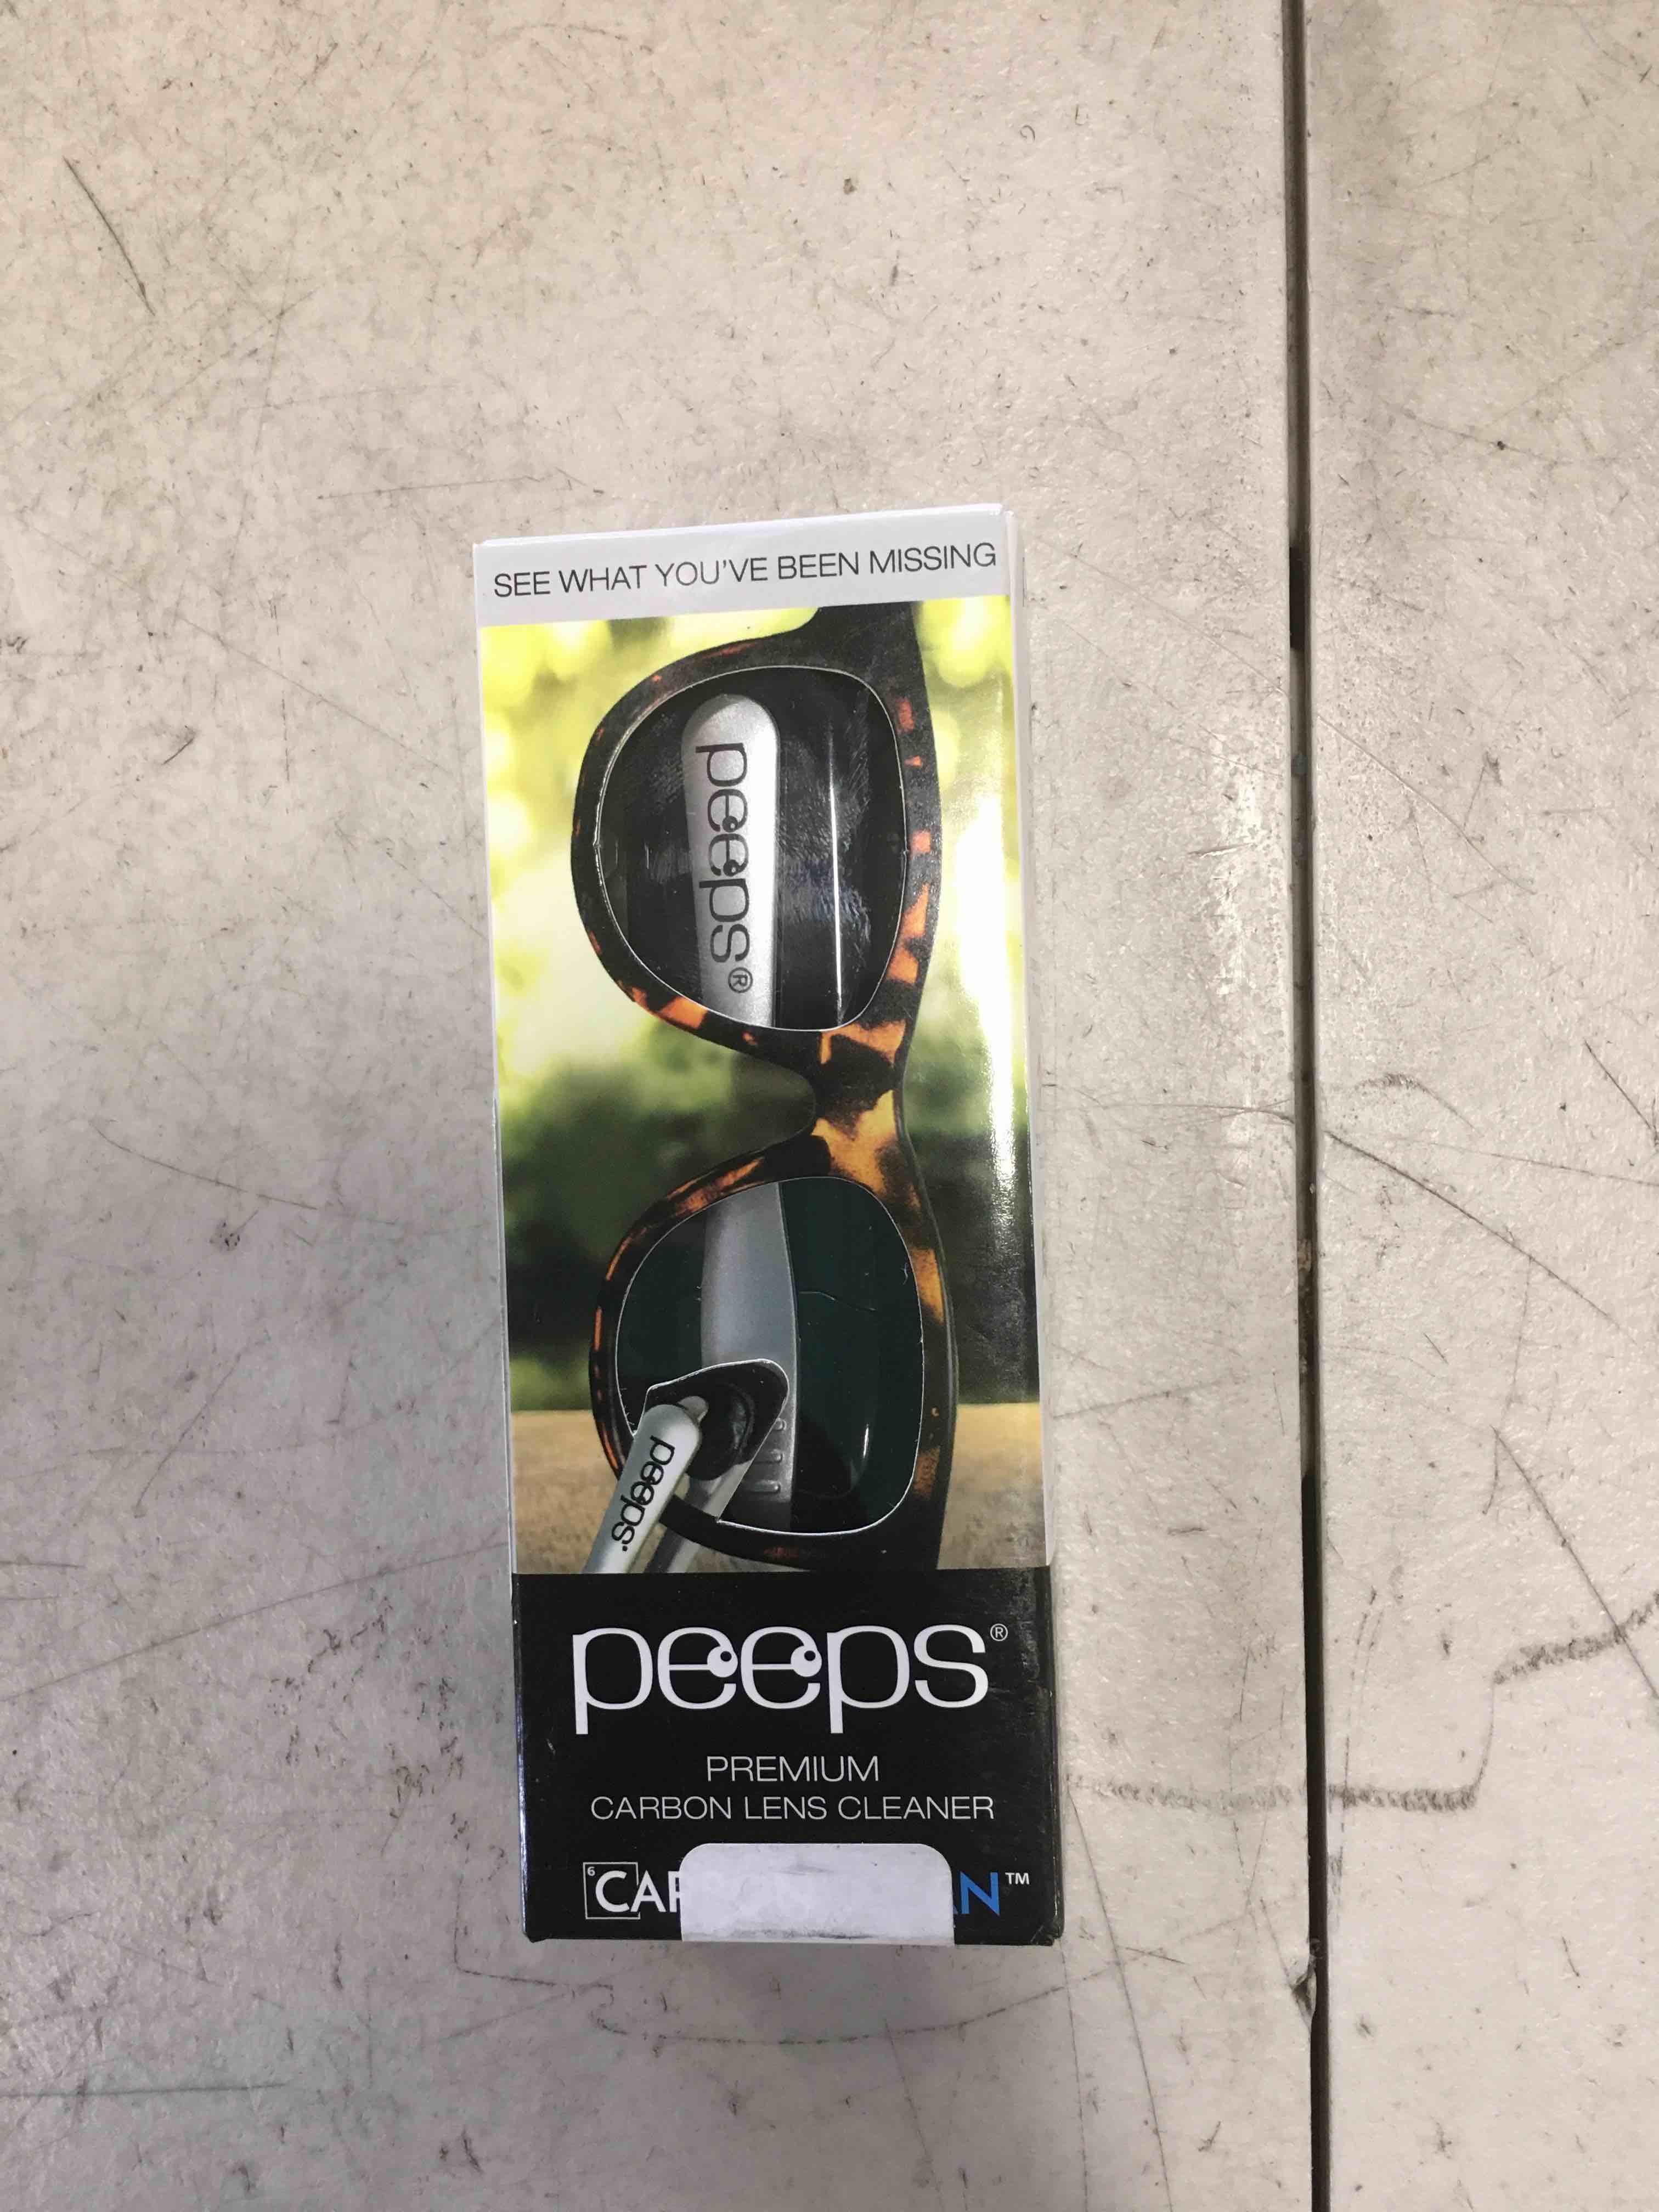 SEE WHAT YOU'VE BEEN MISSING
peeps®
peeps
peeps®
PREMIUM
CARBON LENS CLEANER